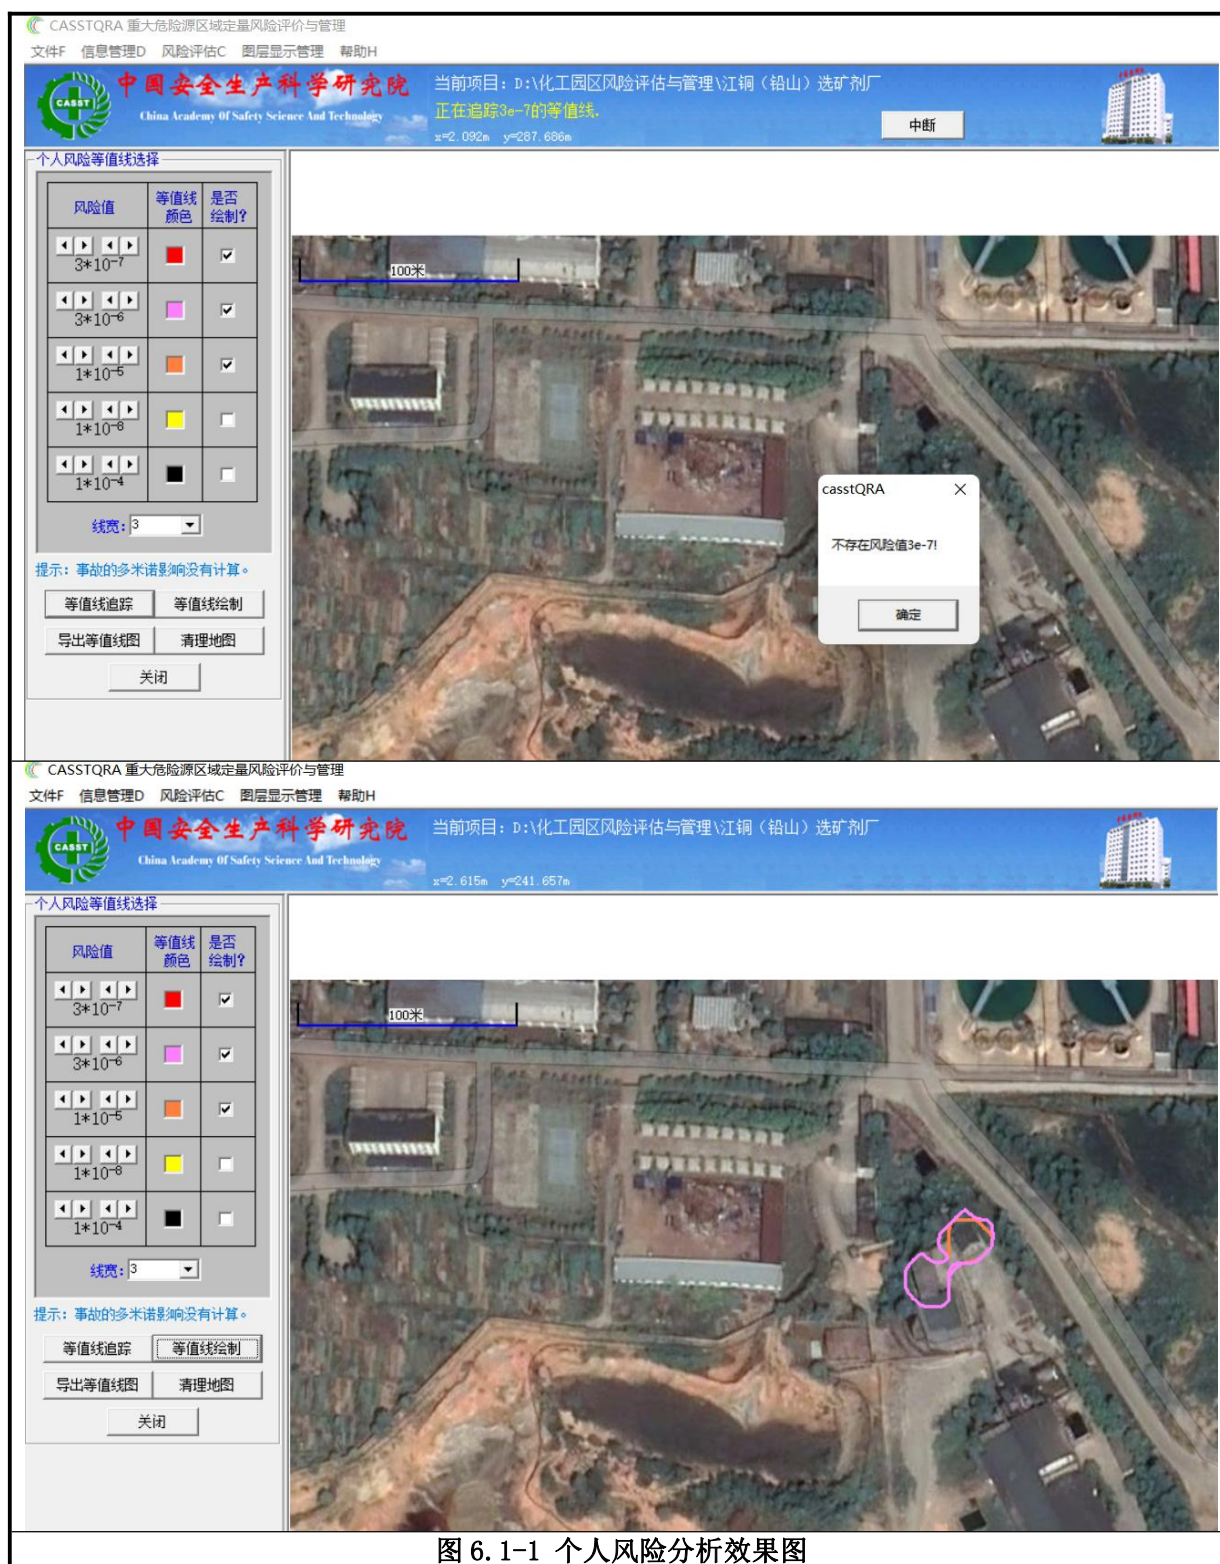 CASSTQRA 重大危险源区域定量风险评价与管理
文件F 信息管理D 风险评估C 图层显示管理 帮助H
CASST
中国安全生产科学研究院
China Academy Of Safety Science And Technology
当前项目：D:\化工园区风险评估与管理\江铜（铅山）选矿剂厂
正在追踪3e-7的等值线.
x=2.092m y=287.686m
中断
个人风险等值线选择
风险值 等值线颜色 是否绘制?
3*10-7
3*10-6
1*10-5
1*10-8
1*10-4
线宽: 3
提示：事故的多米诺影响没有计算。
等值线追踪 等值线绘制
导出等值线图 清理地图
关闭
100米
casstQRA
不存在风险值3e-7!
确定
CASSTQRA 重大危险源区域定量风险评价与管理
文件F 信息管理D 风险评估C 图层显示管理 帮助H
CASST
中国安全生产科学研究院
China Academy Of Safety Science And Technology
当前项目：D:\化工园区风险评估与管理\江铜（铅山）选矿剂厂
x=2.615m y=241.657m
个人风险等值线选择
风险值 等值线颜色 是否绘制?
3*10-7
3*10-6
1*10-5
1*10-8
1*10-4
线宽: 3
提示：事故的多米诺影响没有计算。
等值线追踪 等值线绘制
导出等值线图 清理地图
关闭
100米
图 6.1-1 个人风险分析效果图